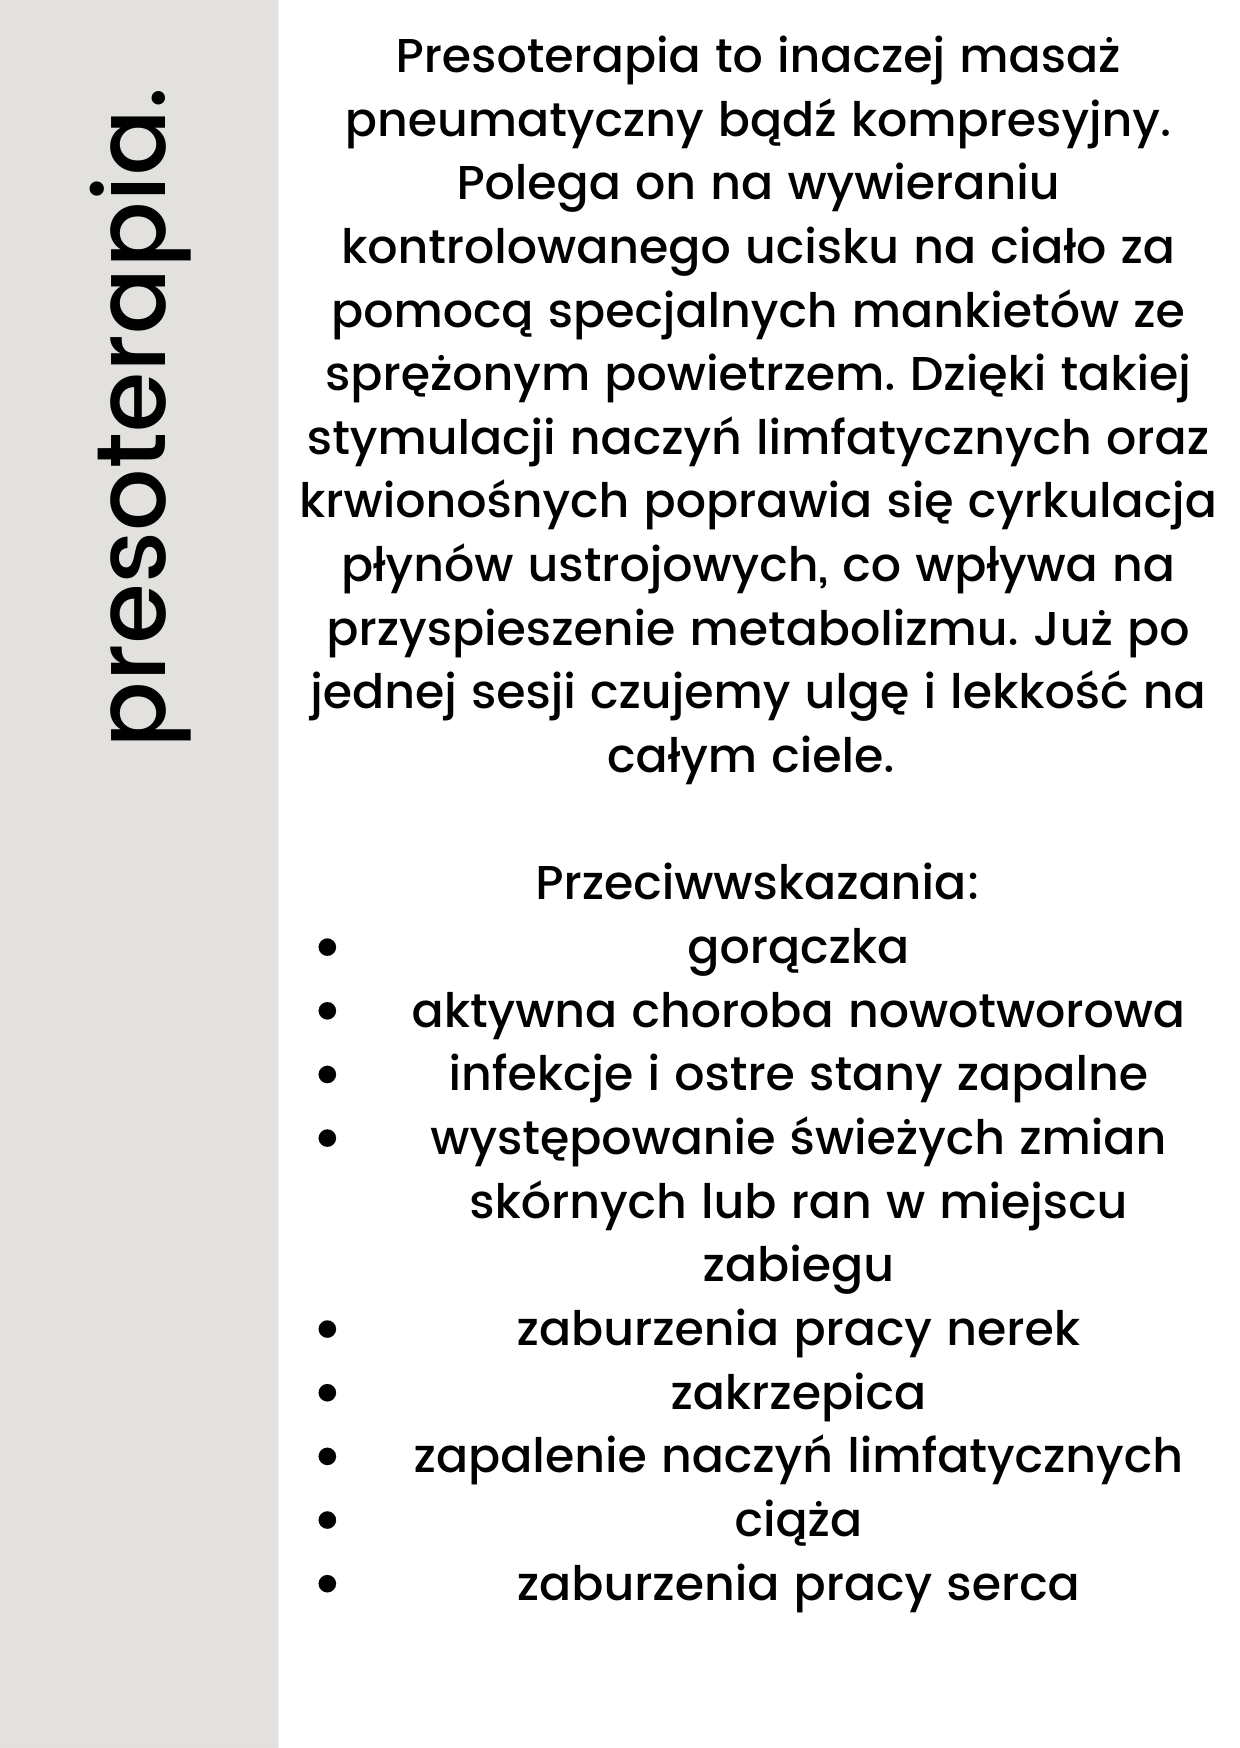 presoterapia.
Presoterapia to inaczej masaż
pneumatyczny bądź kompresyjny.
Polega on na wywieraniu
kontrolowanego ucisku na ciało za
pomocą specjalnych mankietów ze
sprężonym powietrzem. Dzięki takiej
stymulacji naczyń limfatycznych oraz
krwionośnych poprawia się cyrkulacja
płynów ustrojowych, co wpływa na
przyspieszenie metabolizmu. Już po
jednej sesji czujemy ulgę i lekkość na
całym ciele.
Przeciwwskazania:
• gorączka
• aktywna choroba nowotworowa
• infekcje i ostre stany zapalne
• występowanie świeżych zmian
skórnych lub ran w miejscu
zabiegu
• zaburzenia pracy nerek
• zakrzepica
• zapalenie naczyń limfatycznych
• ciąża
• zaburzenia pracy serca